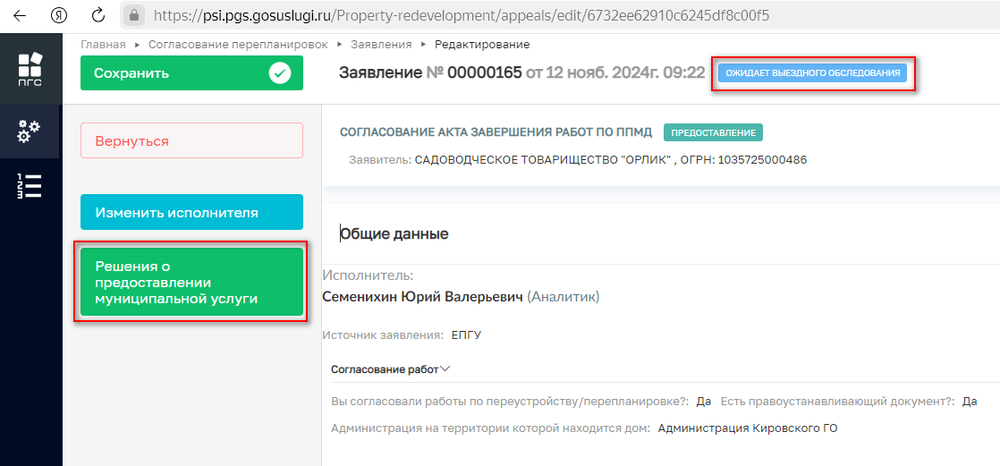 https://psi.pgs.gosuslugi.ru/Property-redevelopment/appeals/edit/6732ee62910c6245df8c00f5
Главная ▸ Согласование перепланировок ▸ Заявления ▸ Редактирование
пгс
Сохранить
Заявление № 00000165 от 12 нояб. 2024г. 09:22
ОЖИДАЕТ ВЫЕЗДНОГО ОБСЛЕДОВАНИЯ
Вернуться
Изменить исполнителя
Решения о
предоставлении
муниципальной услуги
СОГЛАСОВАНИЕ АКТА ЗАВЕРШЕНИЯ РАБОТ ПО ППМД ПРЕДОСТАВЛЕНИЕ
Заявитель: САДОВОДЧЕСКОЕ ТОВАРИЩЕСТВО "ОРЛИК" , ОГРН: 1035725000486
Общие данные
Исполнитель:
Семенихин Юрий Валерьевич (Аналитик)
Источник заявления: ЕПГУ
Согласование работ
Вы согласовали работы по переустройству/перепланировке?: Да Есть правоустанавливающий документ?: Да
Администрация на территории которой находится дом: Администрация Кировского ГО